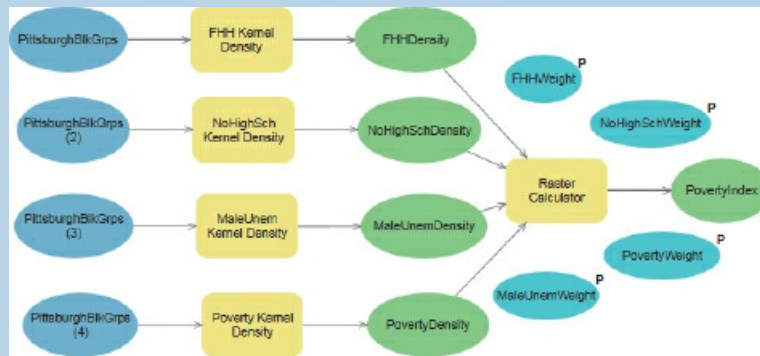 PittsburghBlkGrps
FHH Kernel
Density
FHHDensity
P
FHHWeight
P
NoHighSchWeight
PittsburghBlkGrps
(2)
NoHighSch
Kernel Density
NoHighSchDensity
Raster
Calculator
PovertyIndex
PittsburghBlkGrps
(3)
MaleUnem
Kernel Density
MaleUnemDensity
P
PovertyWeight
P
MaleUnemWeight
PittsburghBlkGrps
(4)
Poverty Kernel
Density
PovertyDensity